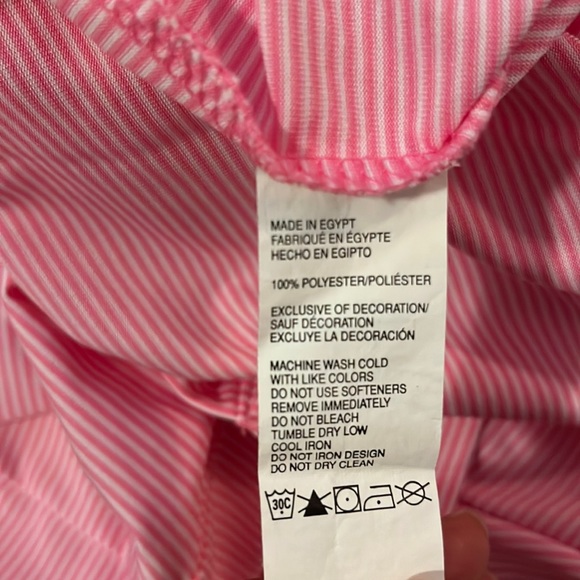 MADE IN EGYPT
FABRIQUÉ EN ÉGYPTE
HECHO EN EGIPTO
100% POLYESTER/POLIÉSTER
EXCLUSIVE OF DECORATION/
SAUF DÉCORATION
EXCLUYE LA DECORACIÓN
MACHINE WASH COLD
WITH LIKE COLORS
DO NOT USE SOFTENERS
REMOVE IMMEDIATELY
DO NOT BLEACH
TUMBLE DRY LOW
COOL IRON
DO NOT IRON DESIGN
DO NOT DRY CLEAN
30C